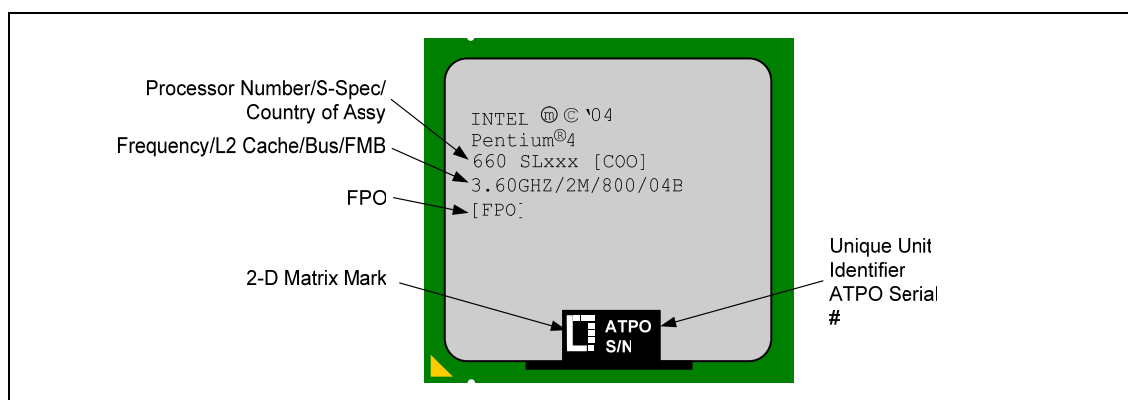 Processor Number/S-Spec/
Country of Assy
Frequency/L2 Cache/Bus/FMB
FPO
2-D Matrix Mark
INTEL ⓜ © '04
Pentium®4
660 SLxxx [COO]
3.60GHZ/2M/800/04B
[FPO]
ATPO
S/N
Unique Unit
Identifier
ATPO Serial
#